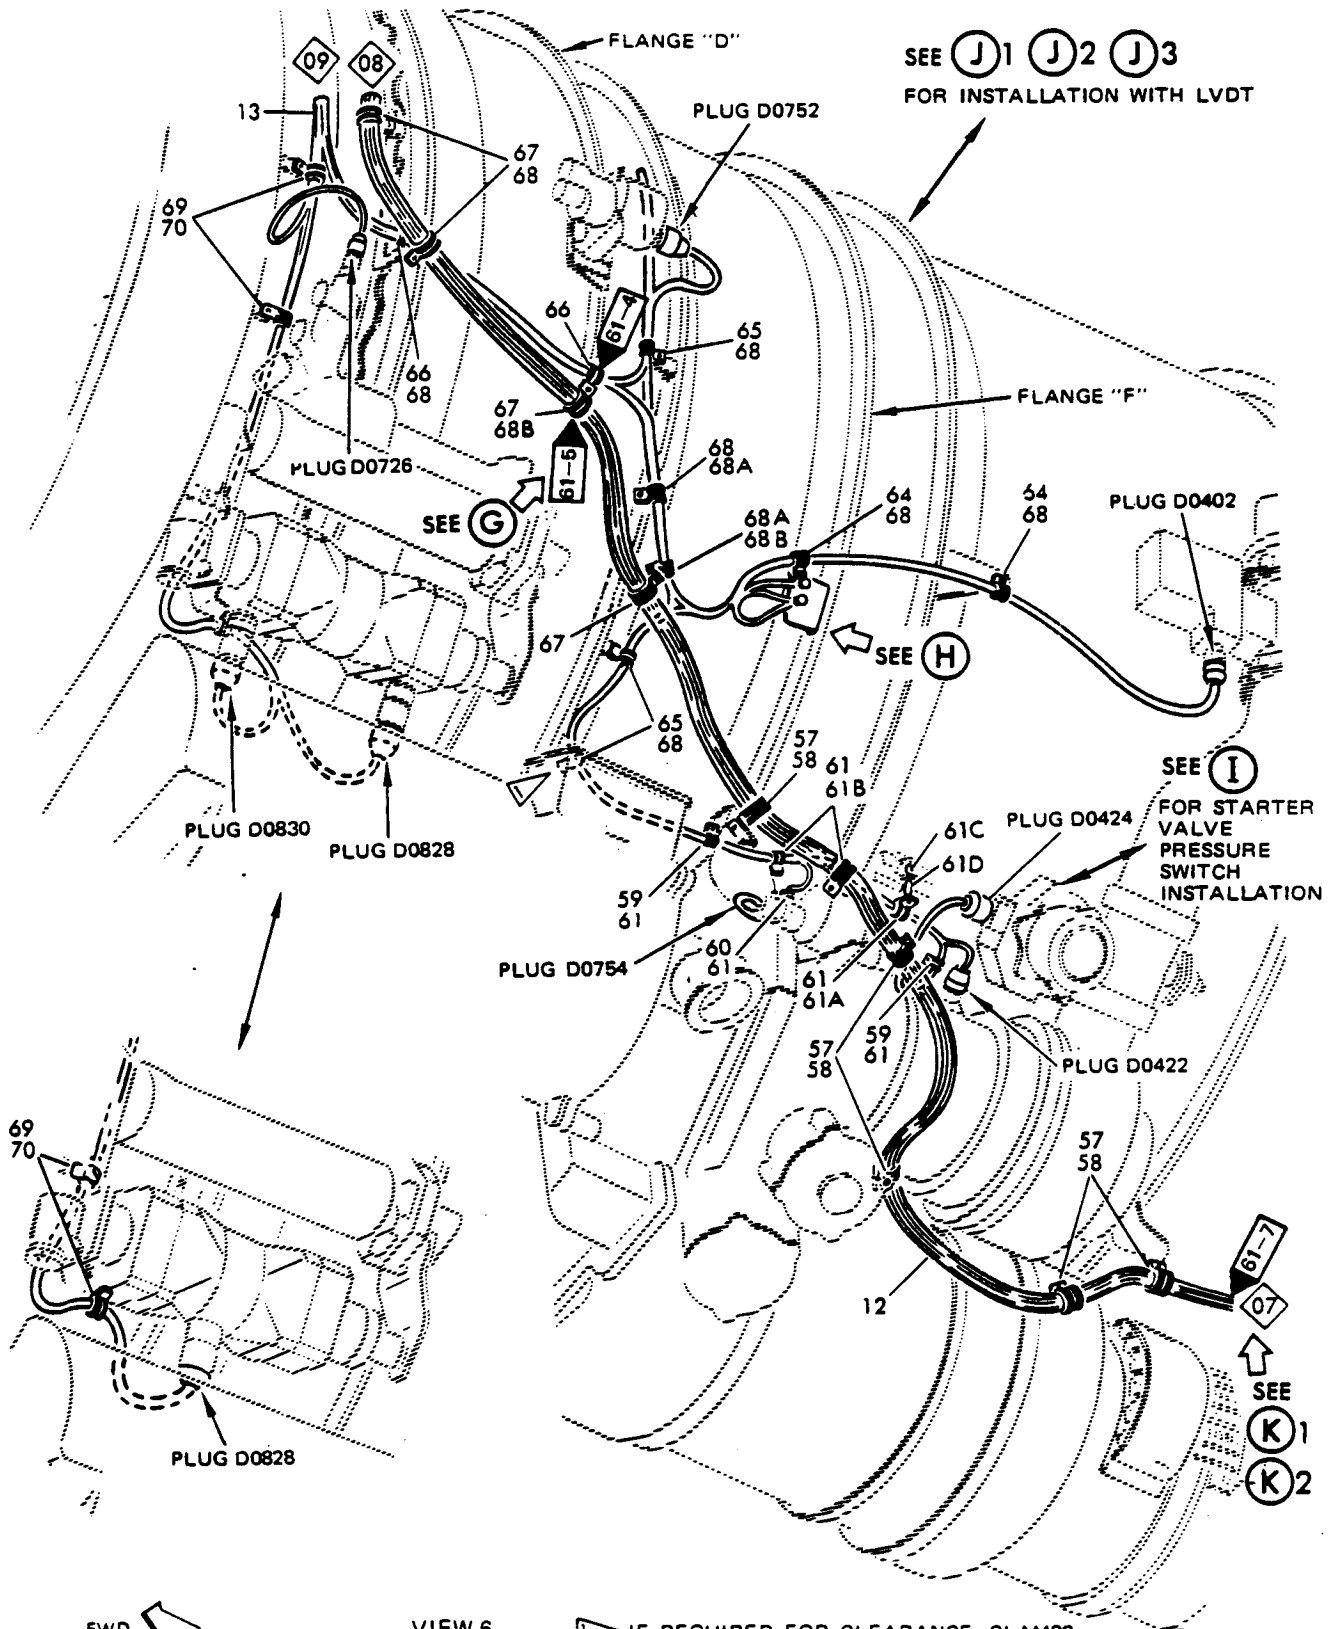 FLANGE "D"
SEE J 1 J 2 J 3
FOR INSTALLATION WITH LVDT
09
08
13
PLUG D0752
67
68
69
70
61-4
66
65
68
66
68
FLANGE "F"
67
68B
PLUG D0726
61-5
SEE G
68
68A
64
68
64
68
PLUG D0402
68A
68B
67
SEE H
65
68
57
58
61
61B
SEE I
FOR STARTER
VALVE
PRESSURE
SWITCH
INSTALLATION
PLUG D0830
PLUG D0828
61C
61D
PLUG D0424
1
59
61
PLUG D0754
60
61
61
61A
59
61
57
58
PLUG D0422
69
70
57
58
61-7
12
07
SEE
K 1
K 2
PLUG D0828
FWD
VIEW 6
IF REQUIRED FOR CLEARANCE, CLAMPS